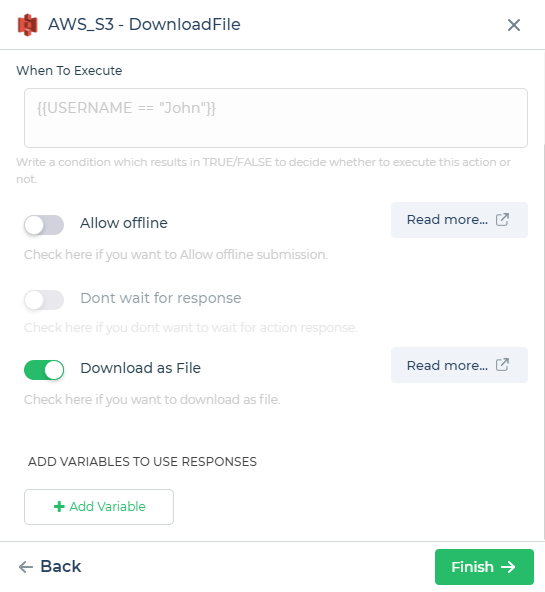 AWS_S3 - DownloadFile
When To Execute
{{USERNAME == "John"}}
Write a condition which results in TRUE/FALSE to decide whether to execute this action or
not.
Allow offline
Read more...
Check here if you want to Allow offline submission.
Dont wait for response
Check here if you dont want to wait for action response.
Download as File
Read more...
Check here if you want to download as file.
ADD VARIABLES TO USE RESPONSES
Add Variable
Back
Finish